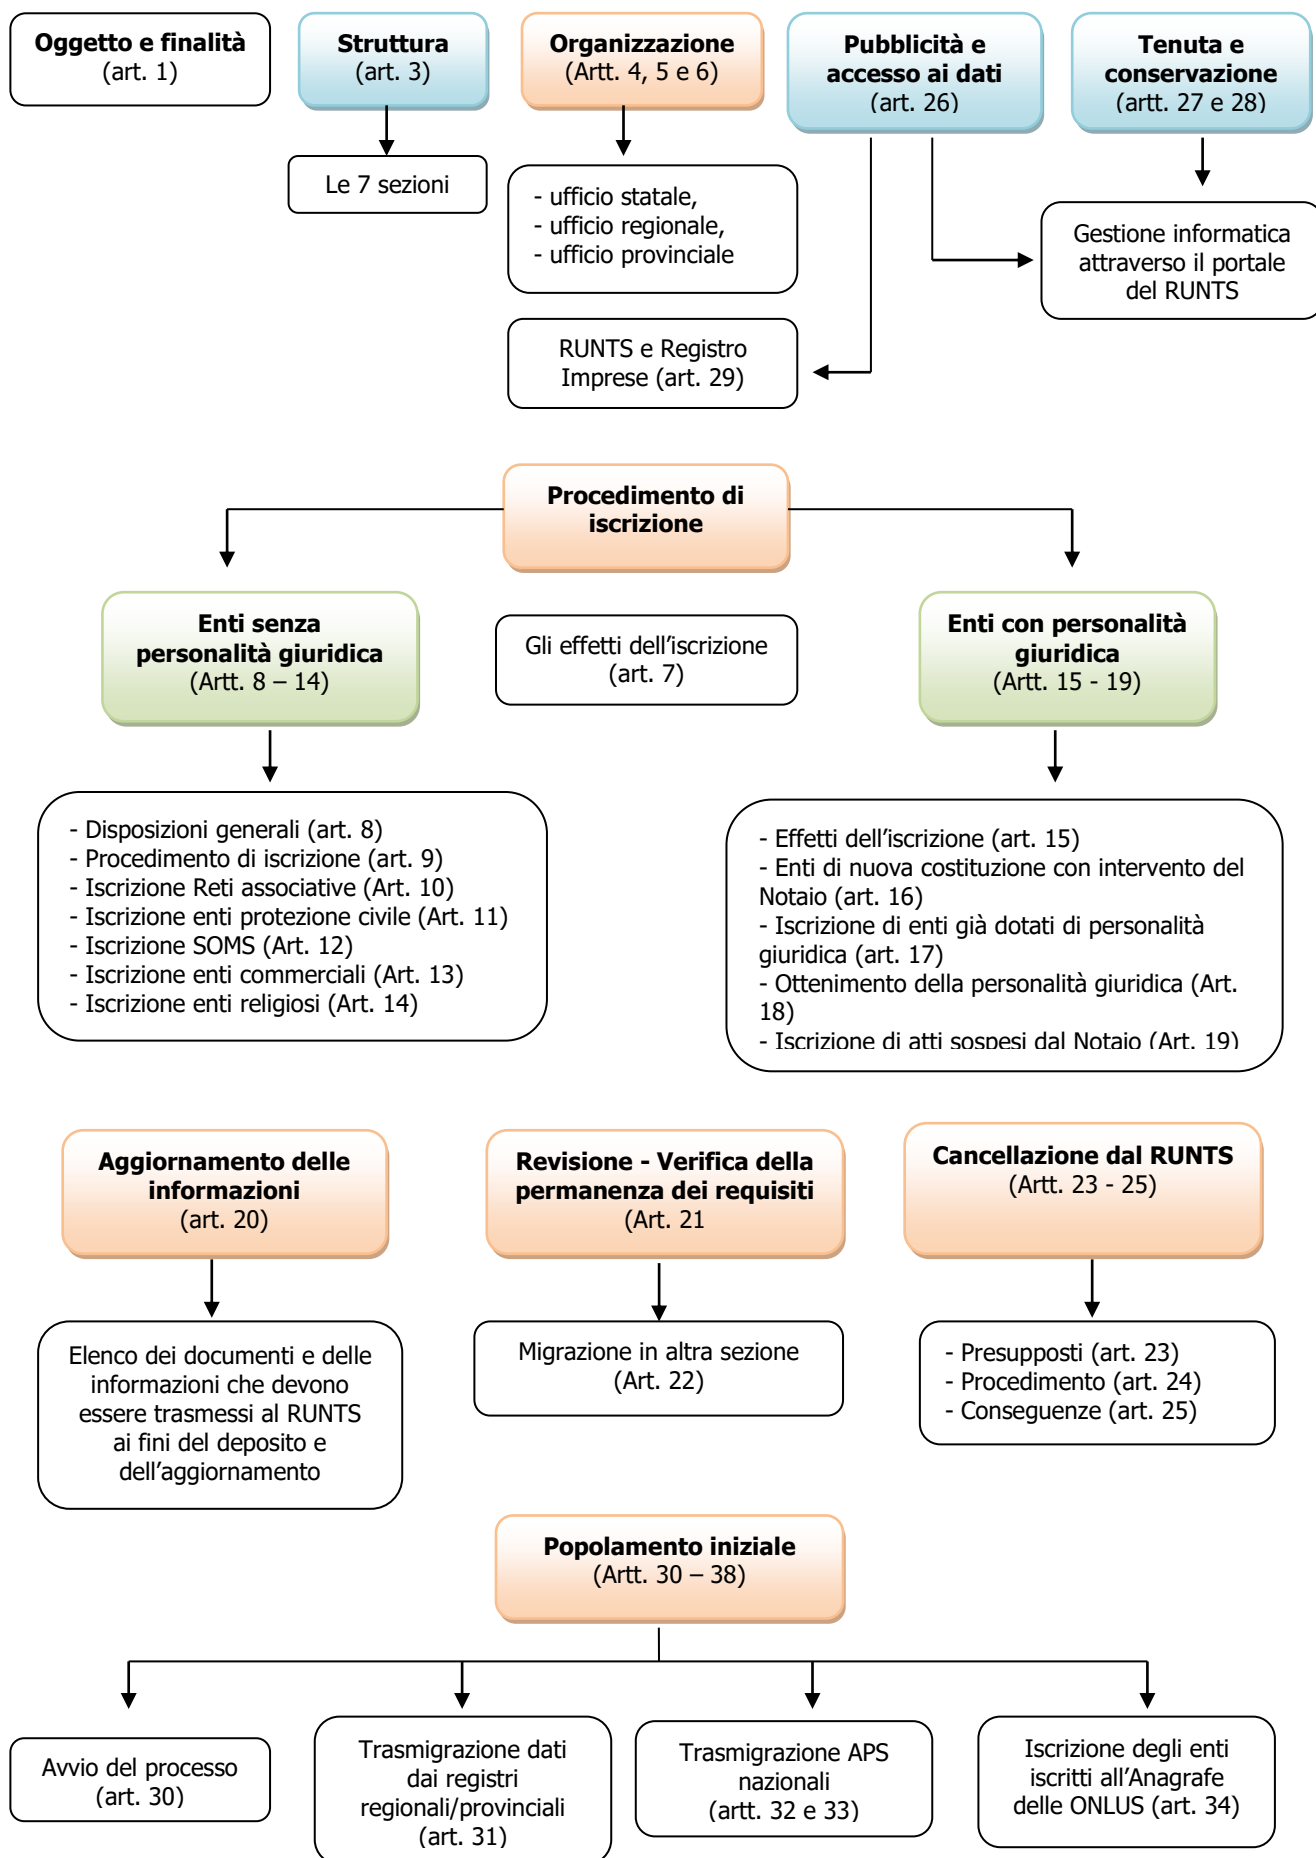 Oggetto e finalità
(art. 1)
Struttura
(art. 3)
Organizzazione
(Artt. 4, 5 e 6)
Pubblicità e
accesso ai dati
(art. 26)
Tenuta e
conservazione
(artt. 27 e 28)
Le 7 sezioni
- ufficio statale,
- ufficio regionale,
- ufficio provinciale
Gestione informatica
attraverso il portale
del RUNTS
RUNTS e Registro
Imprese (art. 29)
Procedimento di
iscrizione
Enti senza
personalità giuridica
(Artt. 8 – 14)
Gli effetti dell’iscrizione
(art. 7)
Enti con personalità
giuridica
(Artt. 15 - 19)
- Disposizioni generali (art. 8)
- Procedimento di iscrizione (art. 9)
- Iscrizione Reti associative (Art. 10)
- Iscrizione enti protezione civile (Art. 11)
- Iscrizione SOMS (Art. 12)
- Iscrizione enti commerciali (Art. 13)
- Iscrizione enti religiosi (Art. 14)
- Effetti dell’iscrizione (art. 15)
- Enti di nuova costituzione con intervento del
Notaio (art. 16)
- Iscrizione di enti già dotati di personalità
giuridica (art. 17)
- Ottenimento della personalità giuridica (Art.
18)
- Iscrizione di atti sospesi dal Notaio (Art. 19)
Aggiornamento delle
informazioni
(art. 20)
Revisione - Verifica della
permanenza dei requisiti
(Art. 21
Cancellazione dal RUNTS
(Artt. 23 - 25)
Elenco dei documenti e delle
informazioni che devono
essere trasmessi al RUNTS
ai fini del deposito e
dell’aggiornamento
Migrazione in altra sezione
(Art. 22)
- Presupposti (art. 23)
- Procedimento (art. 24)
- Conseguenze (art. 25)
Popolamento iniziale
(Artt. 30 – 38)
Avvio del processo
(art. 30)
Trasmigrazione dati
dai registri
regionali/provinciali
(art. 31)
Trasmigrazione APS
nazionali
(artt. 32 e 33)
Iscrizione degli enti
iscritti all’Anagrafe
delle ONLUS (art. 34)